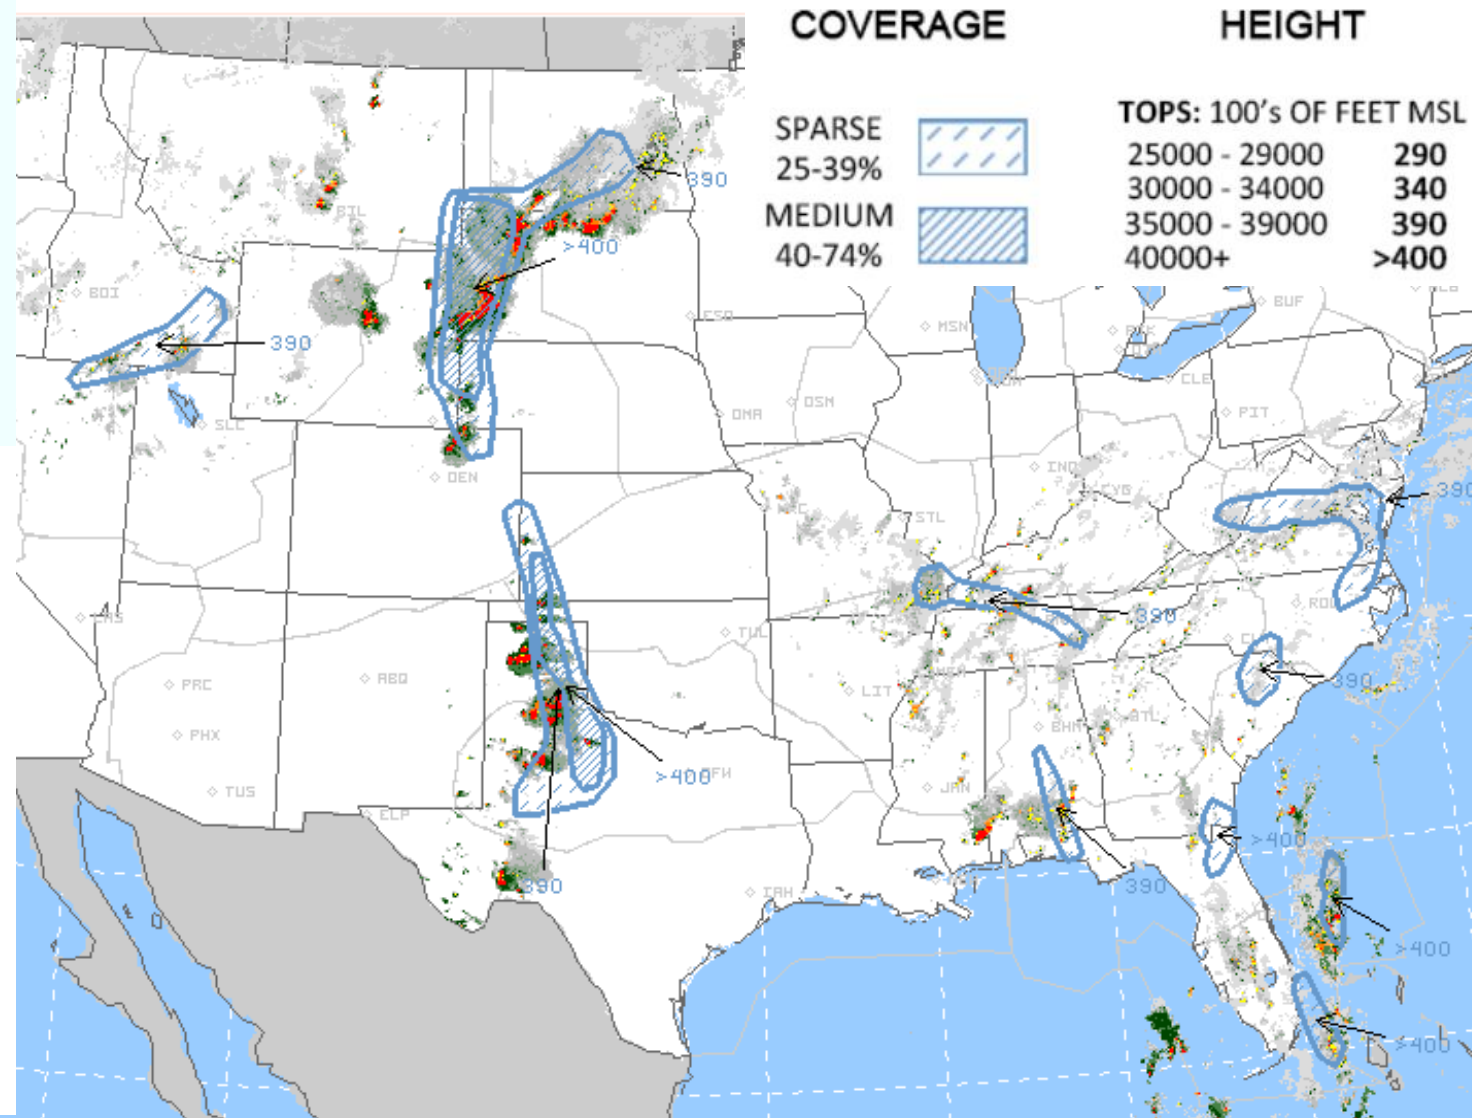 COVERAGE
HEIGHT
SPARSE
25-39%
MEDIUM
40-74%
TOPS: 100's OF FEET MSL
25000 - 29000 290
30000 - 34000 340
35000 - 39000 390
40000+ >400
390
BIL
>400
BOI
BUF
MSN
390
CLE
OMA
DSM
PIT
SLC
DEN
IND
CVG
390
STL
390
TUL
PRC
ABQ
390
LIT
PHX
BHM
ATL
>400
DFW
TUS
JAN
ELP
>400
390
IAH
390
>400
>400